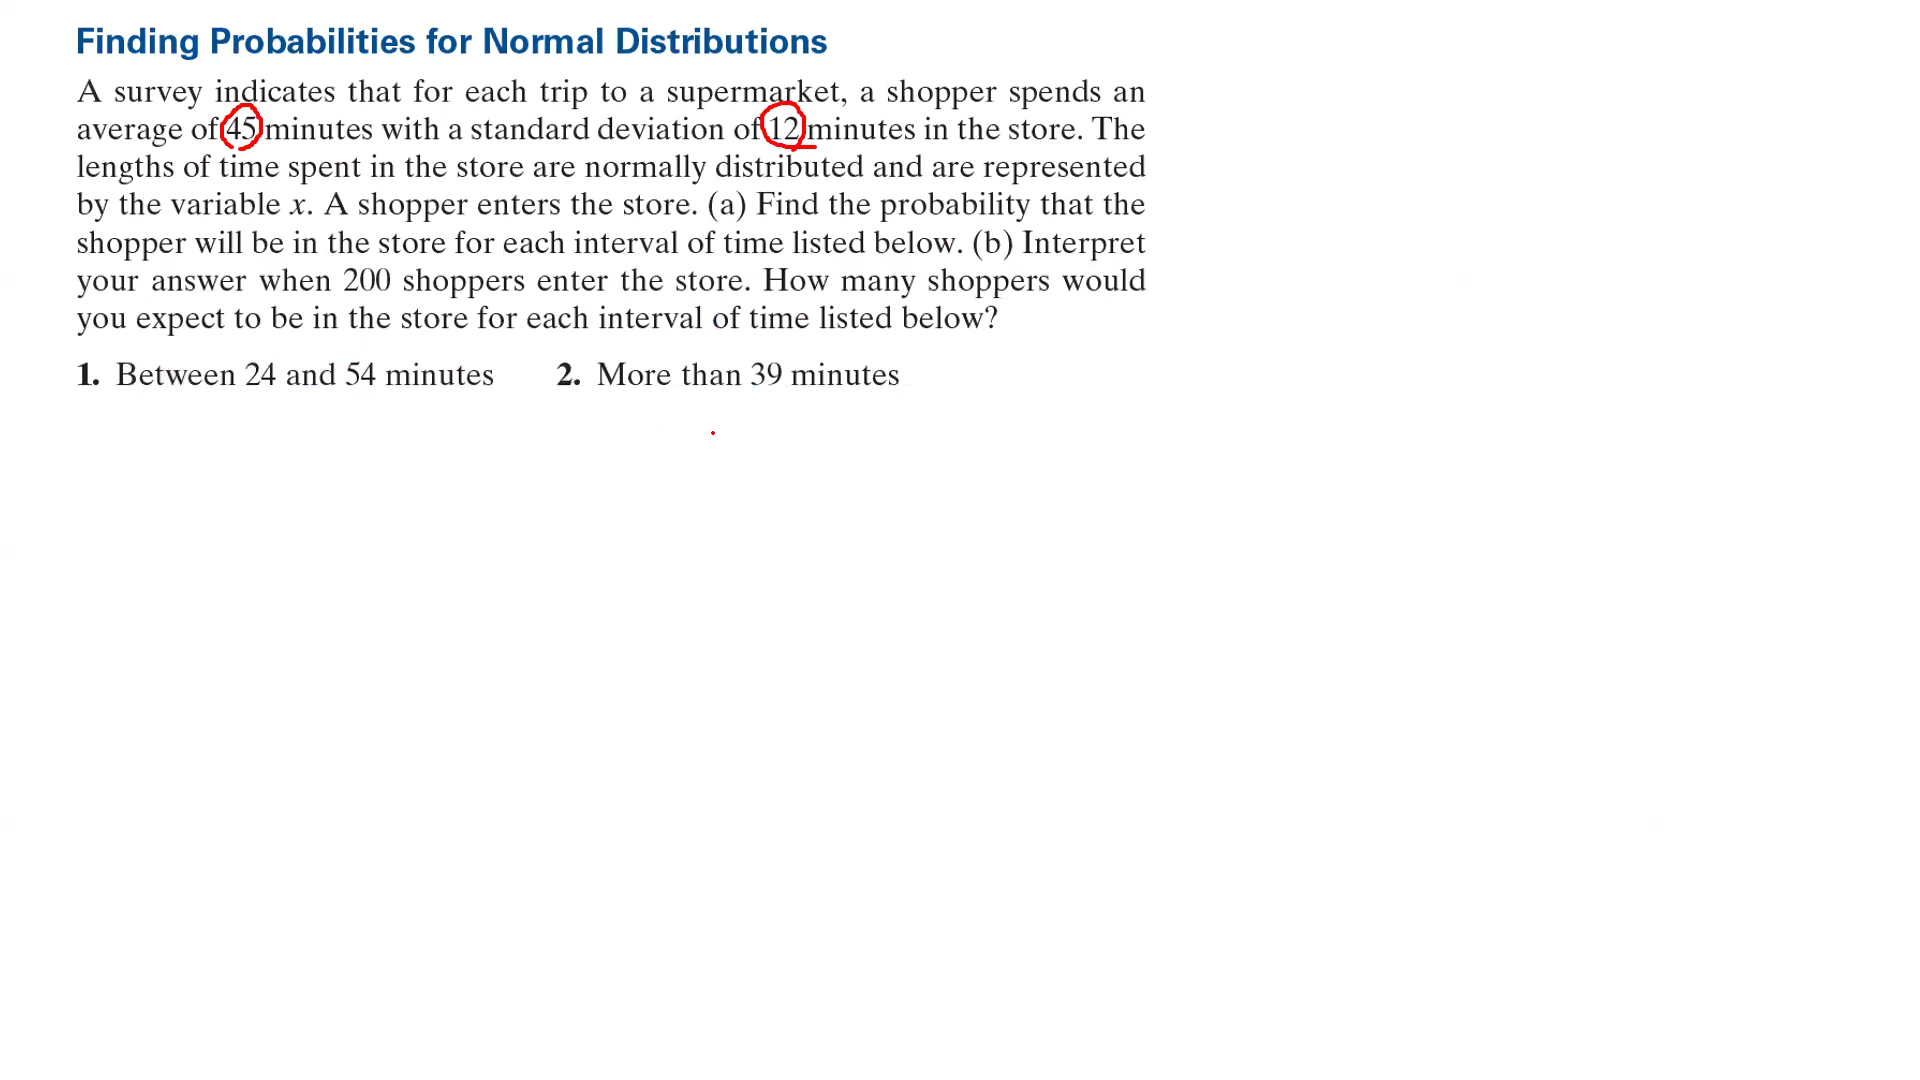 Finding Probabilities for Normal Distributions
A survey indicates that for each trip to a supermarket, a shopper spends an
average of 45 minutes with a standard deviation of 12 minutes in the store. The
lengths of time spent in the store are normally distributed and are represented
by the variable x. A shopper enters the store. (a) Find the probability that the
shopper will be in the store for each interval of time listed below. (b) Interpret
your answer when 200 shoppers enter the store. How many shoppers would
you expect to be in the store for each interval of time listed below?
1. Between 24 and 54 minutes 2. More than 39 minutes